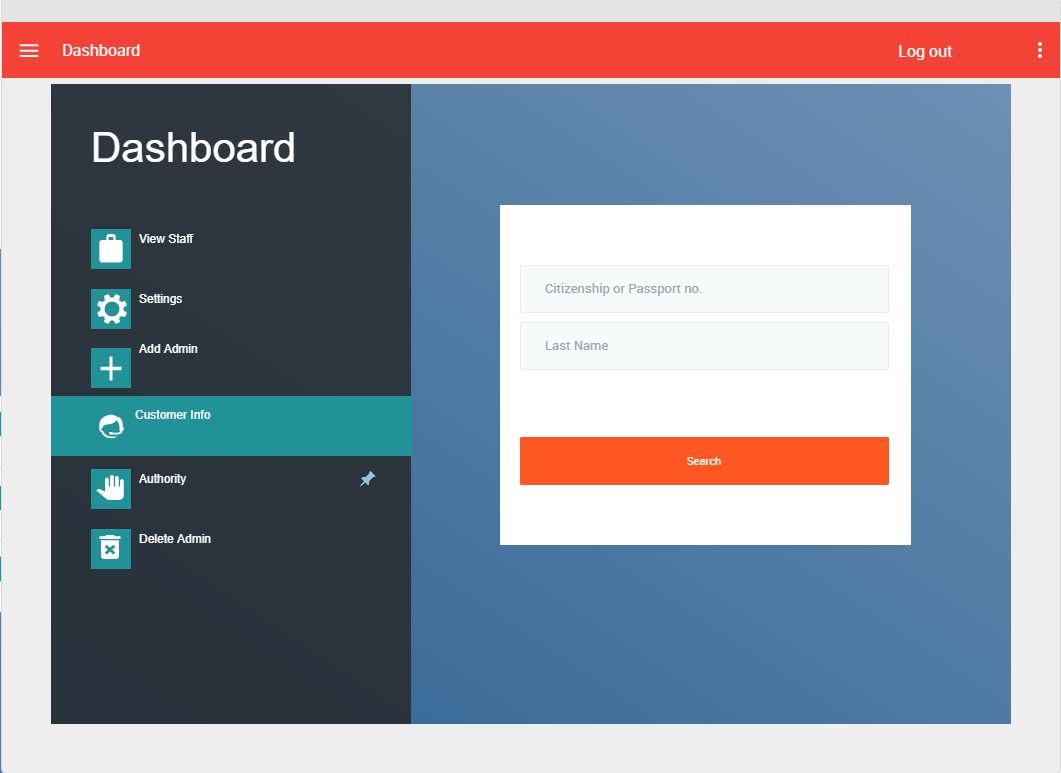 Dashboard
Log out
Dashboard
View Staff
Settings
Add Admin
Customer Info
Authority
Delete Admin
Citizenship or Passport no.
Last Name
Search